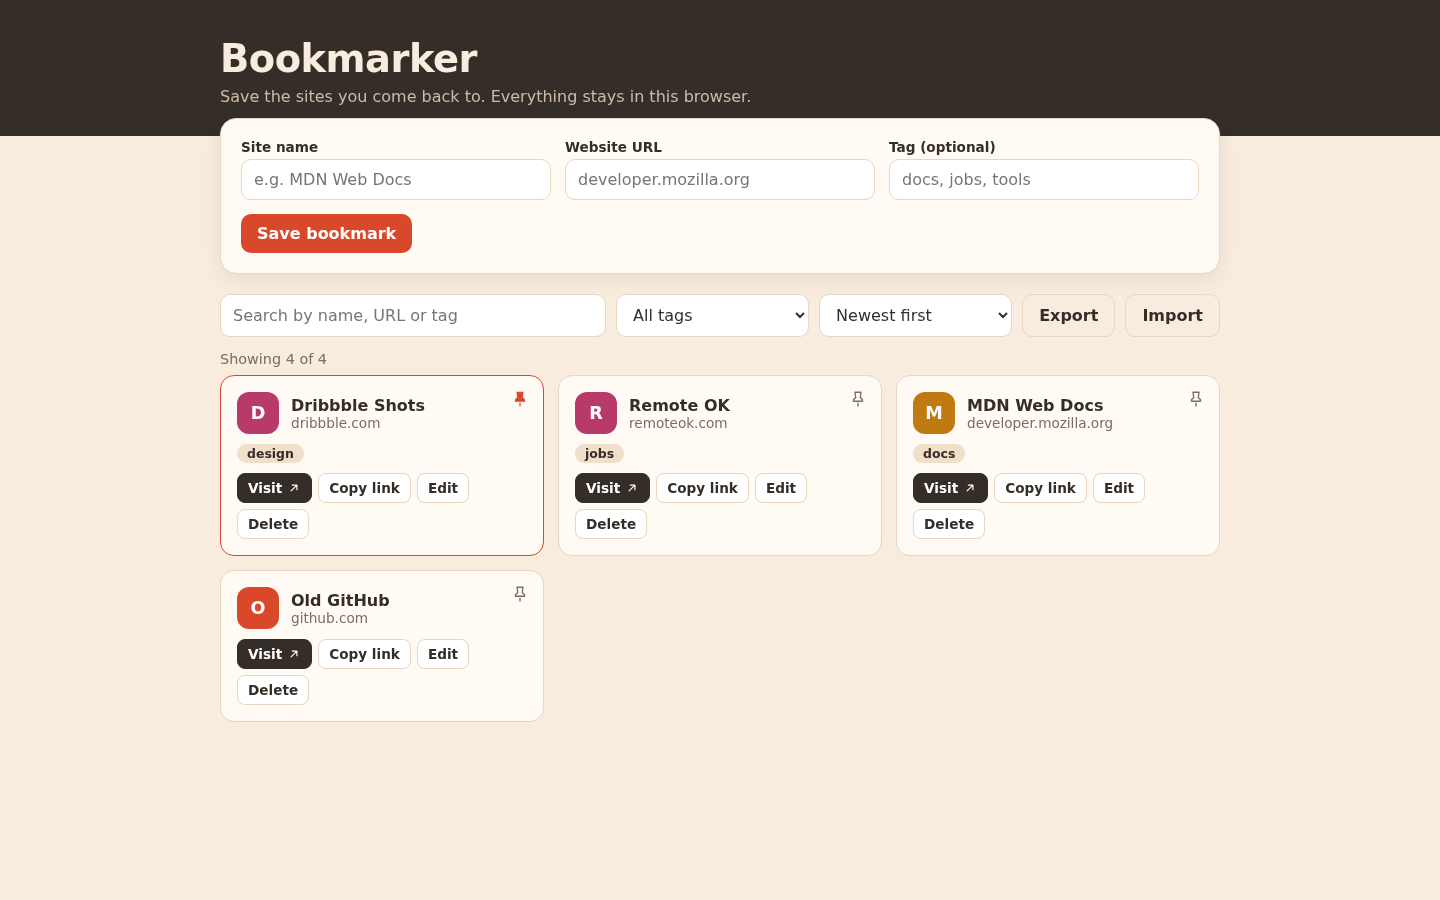 Bookmarker
Save the sites you come back to. Everything stays in this browser.
Site name Website URL Tag (optional)
e.g. MDN Web Docs developer.mozilla.org docs, jobs, tools
Save bookmark
Search by name, URL or tag All tags Newest first Export Import
Showing 4 of 4
D Dribbble Shots
dribbble.com
design
Visit Copy link Edit
Delete
R Remote OK
remoteok.com
jobs
Visit Copy link Edit
Delete
M MDN Web Docs
developer.mozilla.org
docs
Visit Copy link Edit
Delete
O Old GitHub
github.com
Visit Copy link Edit
Delete